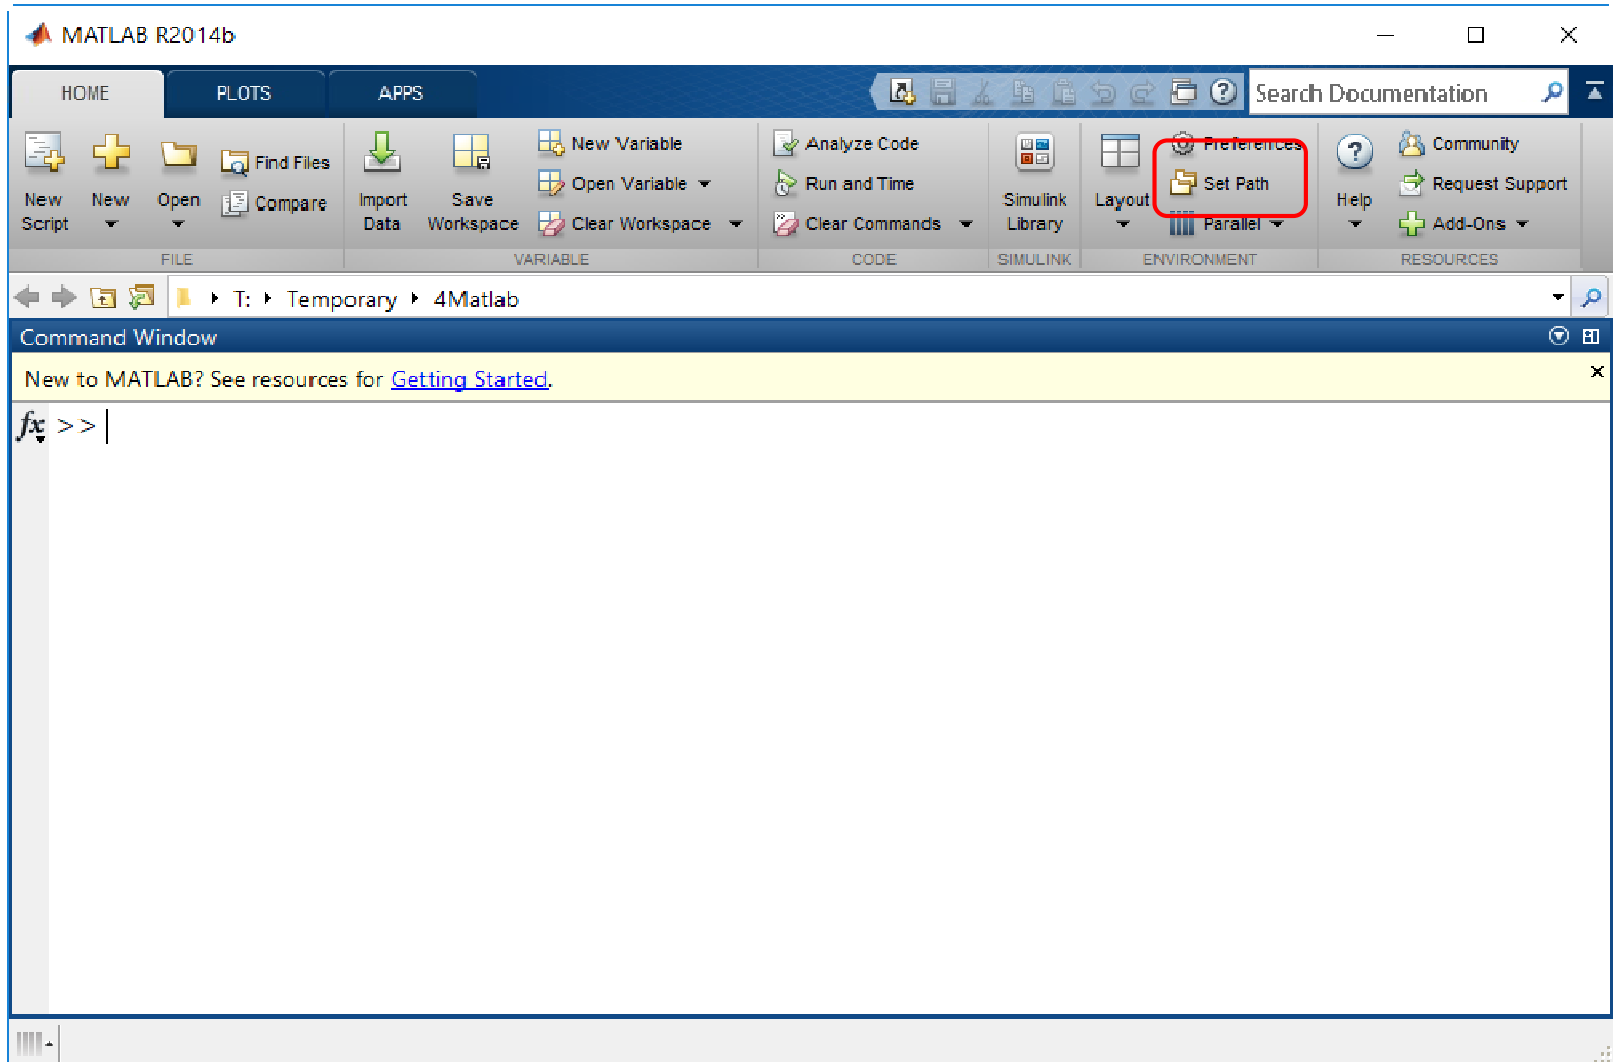 MATLAB R2014b
HOME PLOTS APPS Search Documentation
New Script
New
Open
Find Files
Compare
FILE
Import Data
Save Workspace
New Variable
Open Variable
Clear Workspace
VARIABLE
Analyze Code
Run and Time
Clear Commands
CODE
Simulink Library
SIMULINK
Layout
Preferences
Set Path
Parallel
ENVIRONMENT
Help
Community
Request Support
Add-Ons
RESOURCES
T: Temporary 4Matlab
Command Window
New to MATLAB? See resources for Getting Started.
fx >>